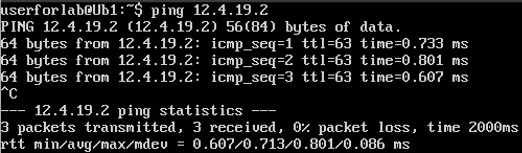 userforlab@Ub1:~$ ping 12.4.19.2
PING 12.4.19.2 (12.4.19.2) 56(84) bytes of data.
64 bytes from 12.4.19.2: icmp_seq=1 ttl=63 time=0.733 ms
64 bytes from 12.4.19.2: icmp_seq=2 ttl=63 time=0.801 ms
64 bytes from 12.4.19.2: icmp_seq=3 ttl=63 time=0.607 ms
^C
--- 12.4.19.2 ping statistics ---
3 packets transmitted, 3 received, 0% packet loss, time 2000ms
rtt min/avg/max/mdev = 0.607/0.713/0.801/0.086 ms